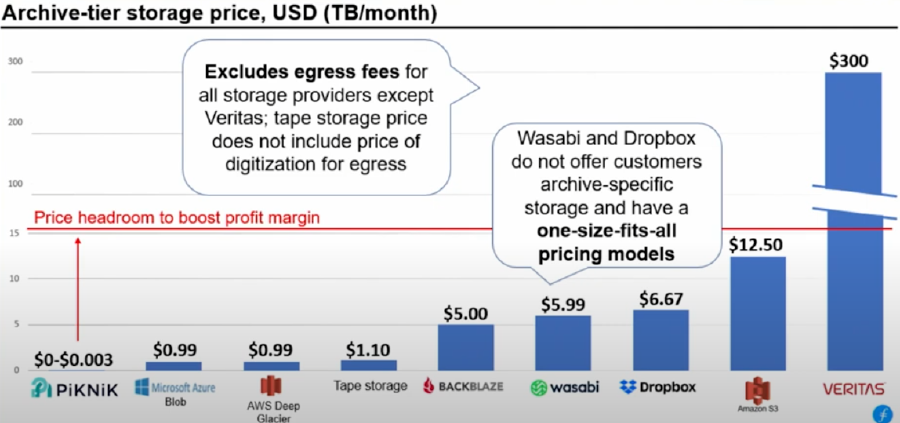 Archive-tier storage price, USD (TB/month)
300
200
100
15
10
5
0
Excludes egress fees for
all storage providers except
Veritas; tape storage price
does not include price of
digitization for egress
Wasabi and Dropbox
do not offer customers
archive-specific
storage and have a
one-size-fits-all
pricing models
Price headroom to boost profit margin
$0-$0.003
$0.99
$0.99
$1.10
$5.00
$5.99
$6.67
$12.50
$300
PiKNiK
Microsoft Azure
Blob
AWS Deep
Glacier
Tape storage
BACKBLAZE
wasabi
Dropbox
Amazon S3
VERITAS